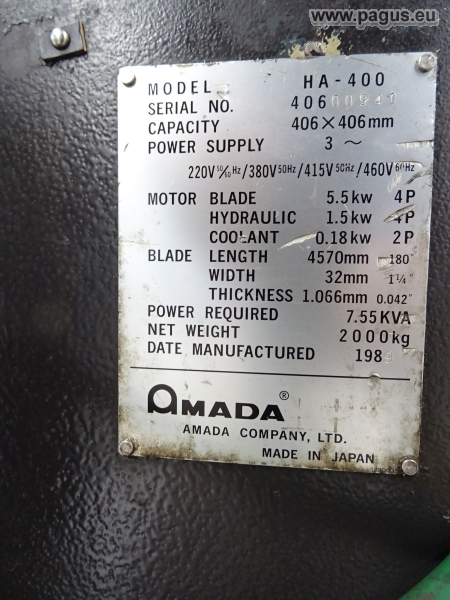 www.pagus.eu
MODEL HA-400
SERIAL NO.
CAPACITY 406×406mm
POWER SUPPLY 3 ~
220V 50/60 Hz/380V 50Hz/415V 50Hz/460V 60Hz
MOTOR BLADE 5.5kw 4P
HYDRAULIC 1.5kw 4P
COOLANT 0.18kw 2P
BLADE LENGTH 4570mm 180"
WIDTH 32mm 1¼"
THICKNESS 1.066mm 0.042"
POWER REQUIRED 7.55KVA
NET WEIGHT 2000kg
DATE MANUFACTURED
AMADA®
AMADA COMPANY, LTD.
MADE IN JAPAN